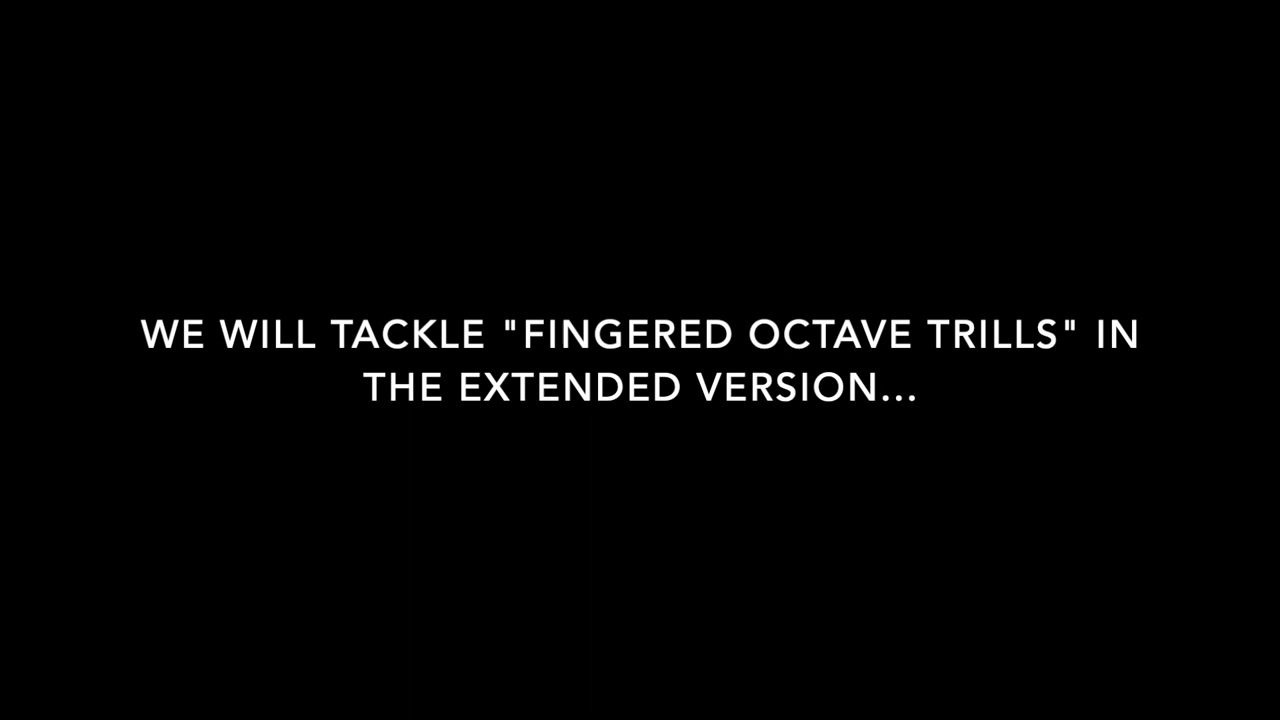 WE WILL TACKLE "FINGERED OCTAVE TRILLS" IN
THE EXTENDED VERSION...